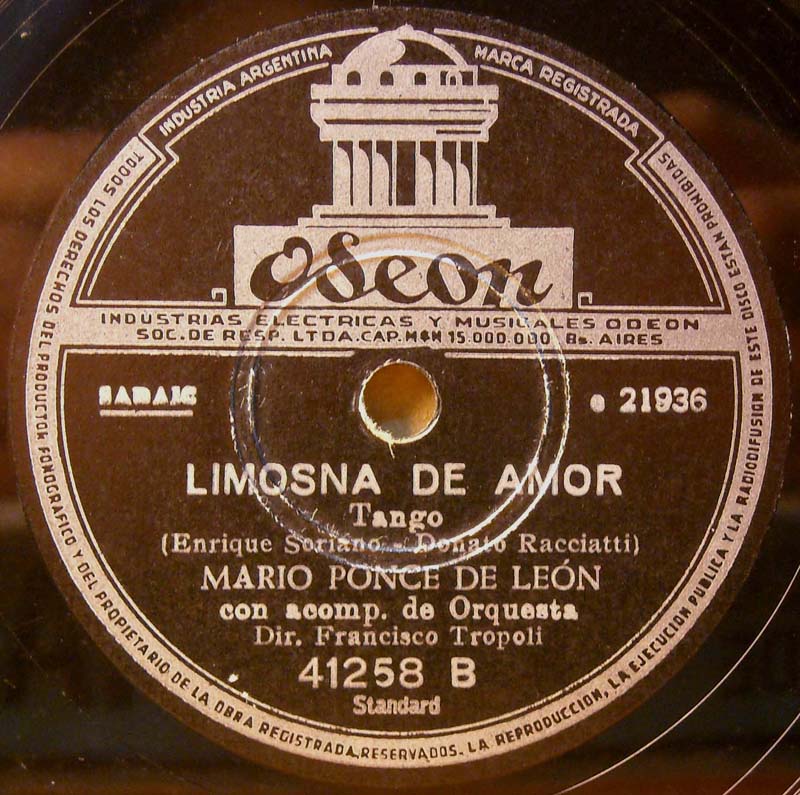 INDUSTRIA ARGENTINA
MARCA REGISTRADA
Odeon
INDUSTRIAS ELECTRICAS Y MUSICALES ODEON
SOC. DE RESP. LTDA. CAP. M$N 15.000.000 Bs. AIRES
SADAIC
e 21936
LIMOSNA DE AMOR
Tango
(Enrique Soriano - Donato Racciatti)
MARIO PONCE DE LEÓN
con acomp. de Orquesta
Dir. Francisco Tropoli
41258 B
Standard
TODOS LOS DERECHOS DEL PRODUCTOR FONOGRAFICO Y DEL PROPIETARIO DE LA OBRA REGISTRADA, RESERVADOS.- LA REPRODUCCION, LA EJECUCION PUBLICA Y LA RADIODIFUSION DE ESTE DISCO ESTAN PROHIBIDAS